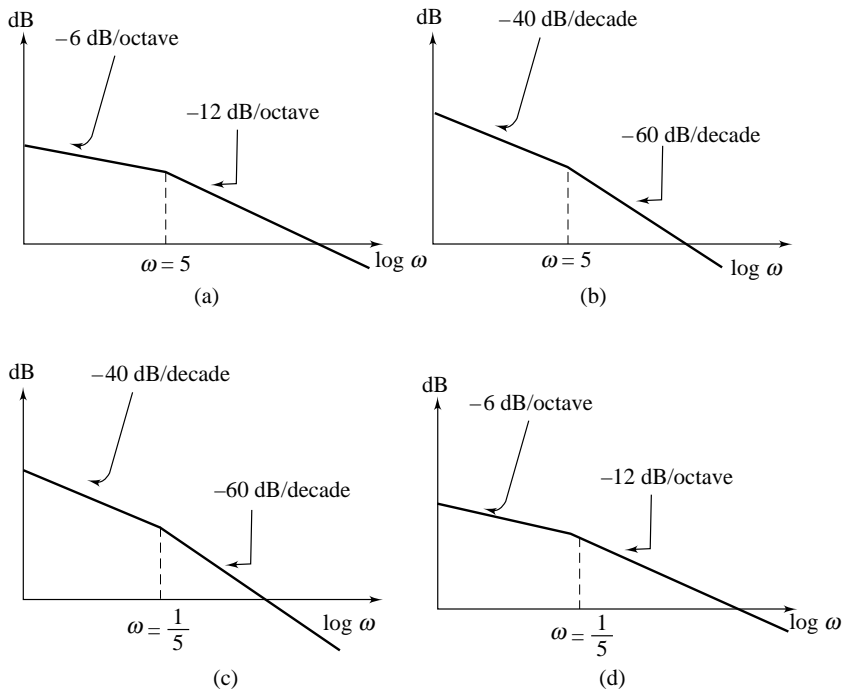 dB
–6 dB/octave
–12 dB/octave
ω = 5
log ω
(a)
dB
–40 dB/decade
–60 dB/decade
ω = 5
log ω
(b)
dB
–40 dB/decade
–60 dB/decade
ω = 1/5
log ω
(c)
dB
–6 dB/octave
–12 dB/octave
ω = 1/5
log ω
(d)